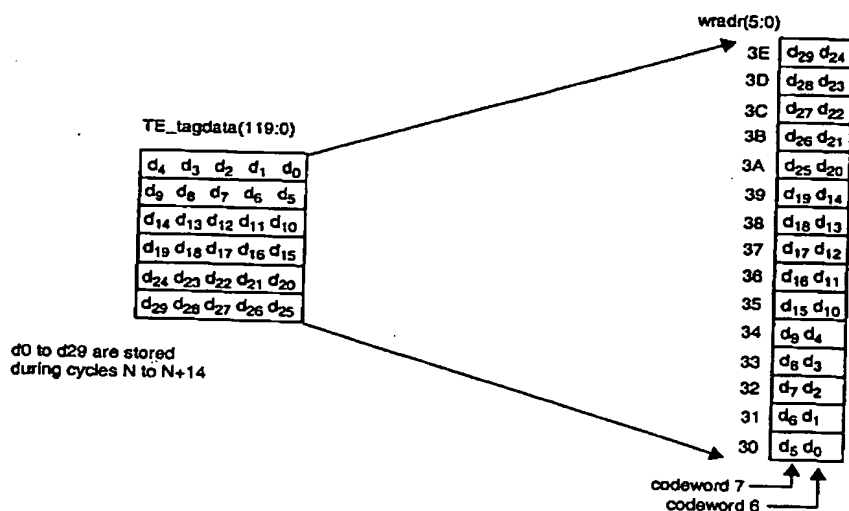 wradr(5:0)
3E d29 d24
3D d28 d23
3C d27 d22
3B d26 d21
3A d25 d20
39 d19 d14
38 d18 d13
37 d17 d12
36 d16 d11
35 d15 d10
34 d9 d4
33 d8 d3
32 d7 d2
31 d6 d1
30 d5 d0
codeword 7
codeword 6
TE_tagdata(119:0)
d4 d3 d2 d1 d0
d9 d8 d7 d6 d5
d14 d13 d12 d11 d10
d19 d18 d17 d16 d15
d24 d23 d22 d21 d20
d29 d28 d27 d26 d25
d0 to d29 are stored
during cycles N to N+14